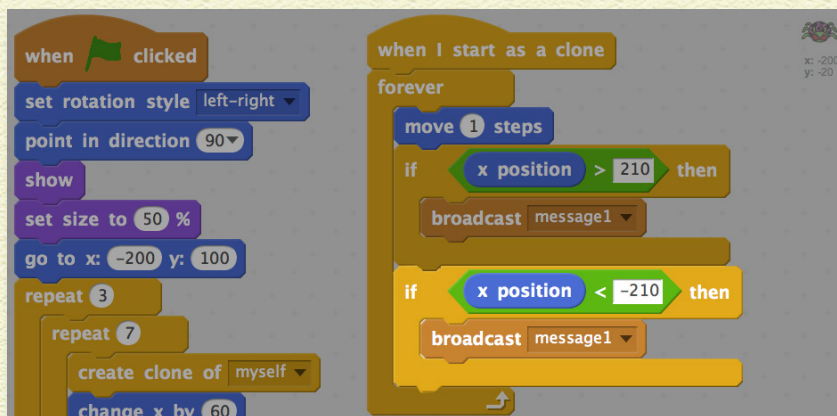 when clicked
set rotation style left-right
point in direction 90
show
set size to 50 %
go to x: -200 y: 100
repeat 3
repeat 7
create clone of myself
change x by 60
when I start as a clone
forever
move 1 steps
if x position > 210 then
broadcast message1
if x position < -210 then
broadcast message1
x: -200
y: -20